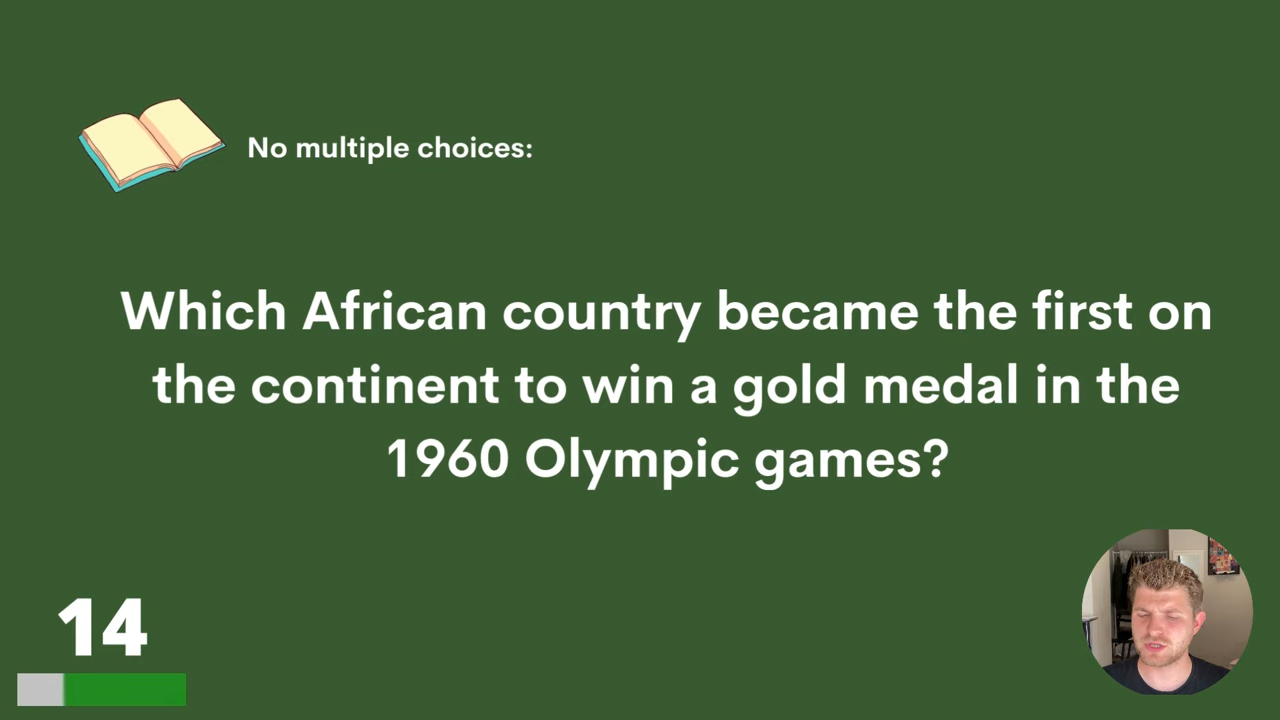 No multiple choices:
Which African country became the first on
the continent to win a gold medal in the
1960 Olympic games?
14